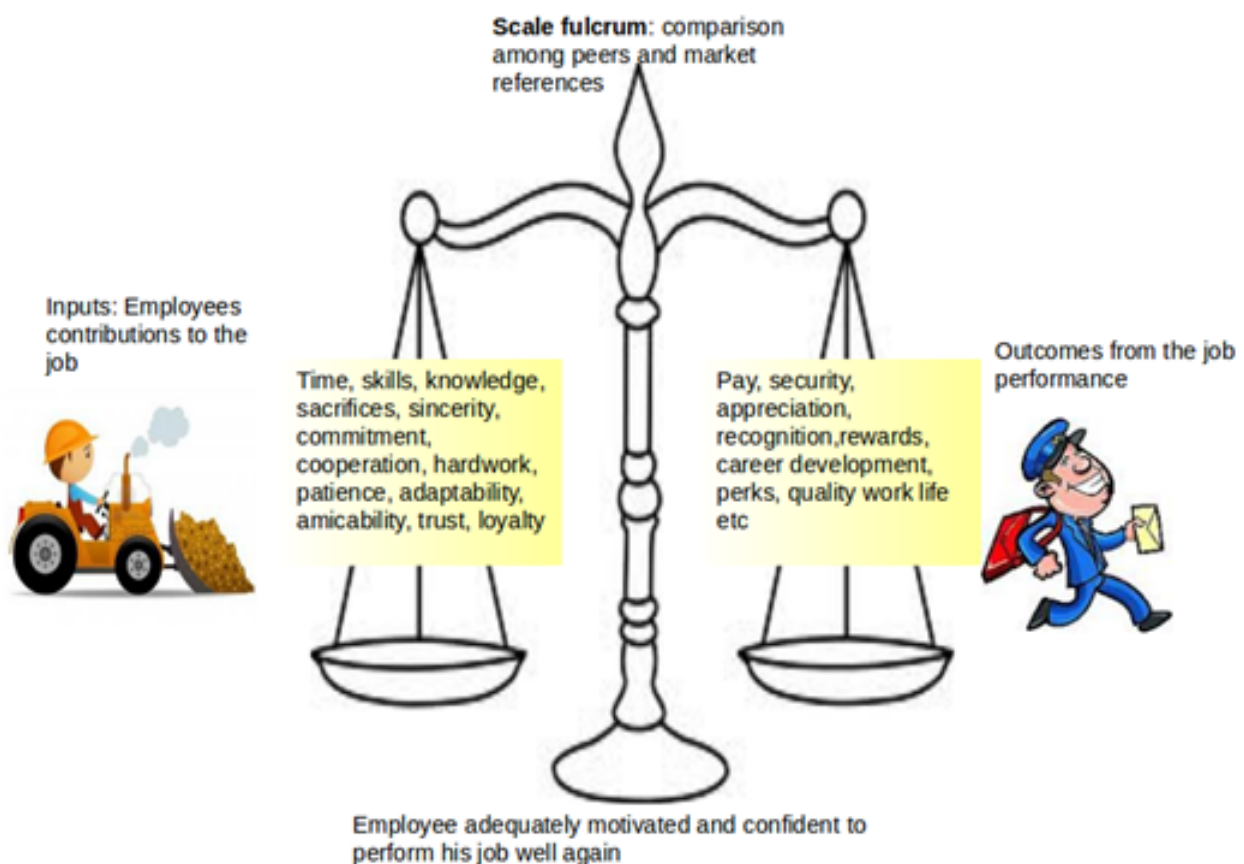 Scale fulcrum: comparison
among peers and market
references
Inputs: Employees
contributions to the
job
Time, skills, knowledge,
sacrifices, sincerity,
commitment,
cooperation, hardwork,
patience, adaptability,
amicability, trust, loyalty
Pay, security,
appreciation,
recognition,rewards,
career development,
perks, quality work life
etc
Outcomes from the job
performance
Employee adequately motivated and confident to
perform his job well again